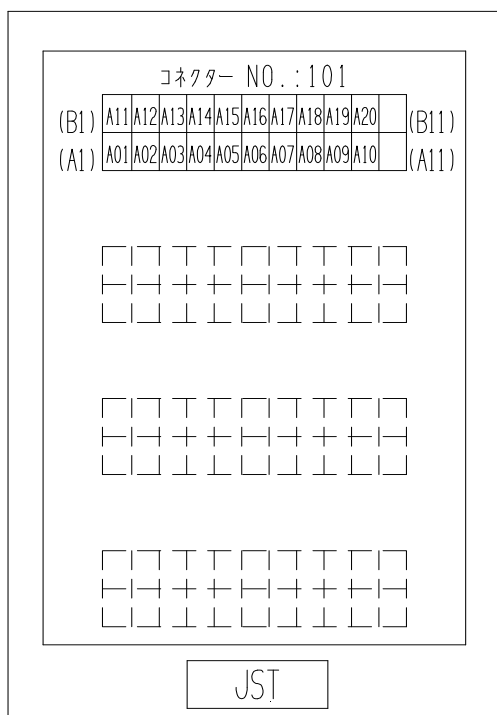 コネクター NO.:101
(B1) A11 A12 A13 A14 A15 A16 A17 A18 A19 A20 (B11)
(A1) A01 A02 A03 A04 A05 A06 A07 A08 A09 A10 (A11)
JST